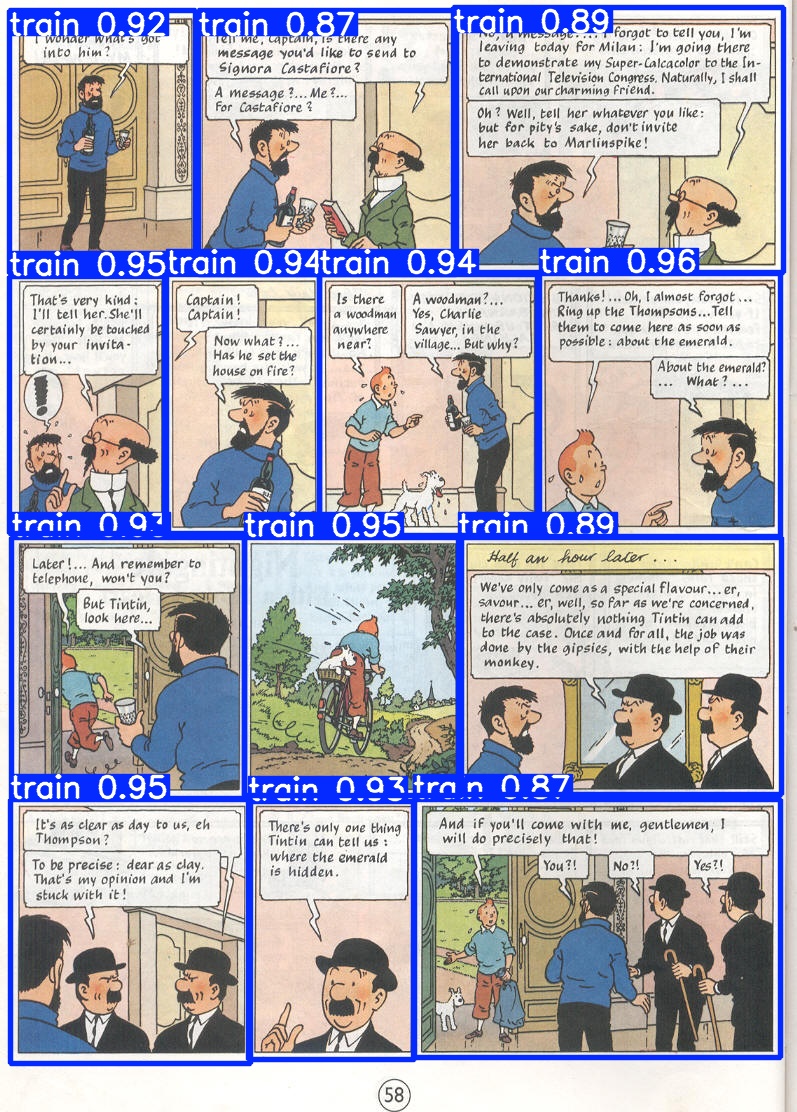 train 0.92
I wonder what's got
into him?
train 0.87
Tell me, Captain, is there any
message you'd like to send to
Signora Castafiore?
A message?... Me?...
For Castafiore?
train 0.89
No, a message.... I forgot to tell you, I'm
leaving today for Milan: I'm going there
to demonstrate my Super-Calcacolor to the In-
ternational Television Congress. Naturally, I shall
call upon our charming friend.
Oh? Well, tell her whatever you like:
but for pity's sake, don't invite
her back to Marlinspike!
train 0.95
That's very kind:
I'll tell her. She'll
certainly be touched
by your invita-
tion...
!
train 0.94
Captain!
Captain!
Now what?...
Has he set the
house on fire?
train 0.94
Is there
a woodman
anywhere
near?
A woodman?...
Yes, Charlie
Sawyer, in the
village... But why?
train 0.96
Thanks!... Oh, I almost forgot...
Ring up the Thompsons... Tell
them to come here as soon as
possible: about the emerald.
About the emerald?
... What?...
train 0.93
Later!... And remember to
telephone, won't you?
But Tintin,
look here...
train 0.95
train 0.89
Half an hour later...
We've only come as a special flavour... er,
savour... er, well, so far as we're concerned,
there's absolutely nothing Tintin can add
to the case. Once and for all, the job was
done by the gipsies, with the help of their
monkey.
train 0.95
It's as clear as day to us, eh
Thompson?
To be precise: dear as clay.
That's my opinion and I'm
stuck with it!
train 0.93
There's only one thing
Tintin can tell us:
where the emerald
is hidden.
train 0.87
And if you'll come with me, gentlemen, I
will do precisely that!
You?!
No?!
Yes?!
58